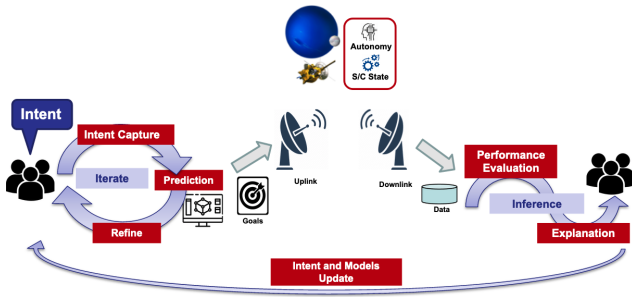 Autonomy
S/C State
Intent
Intent Capture
Iterate
Prediction
Refine
Goals
Uplink
Downlink
Data
Performance
Evaluation
Inference
Explanation
Intent and Models
Update